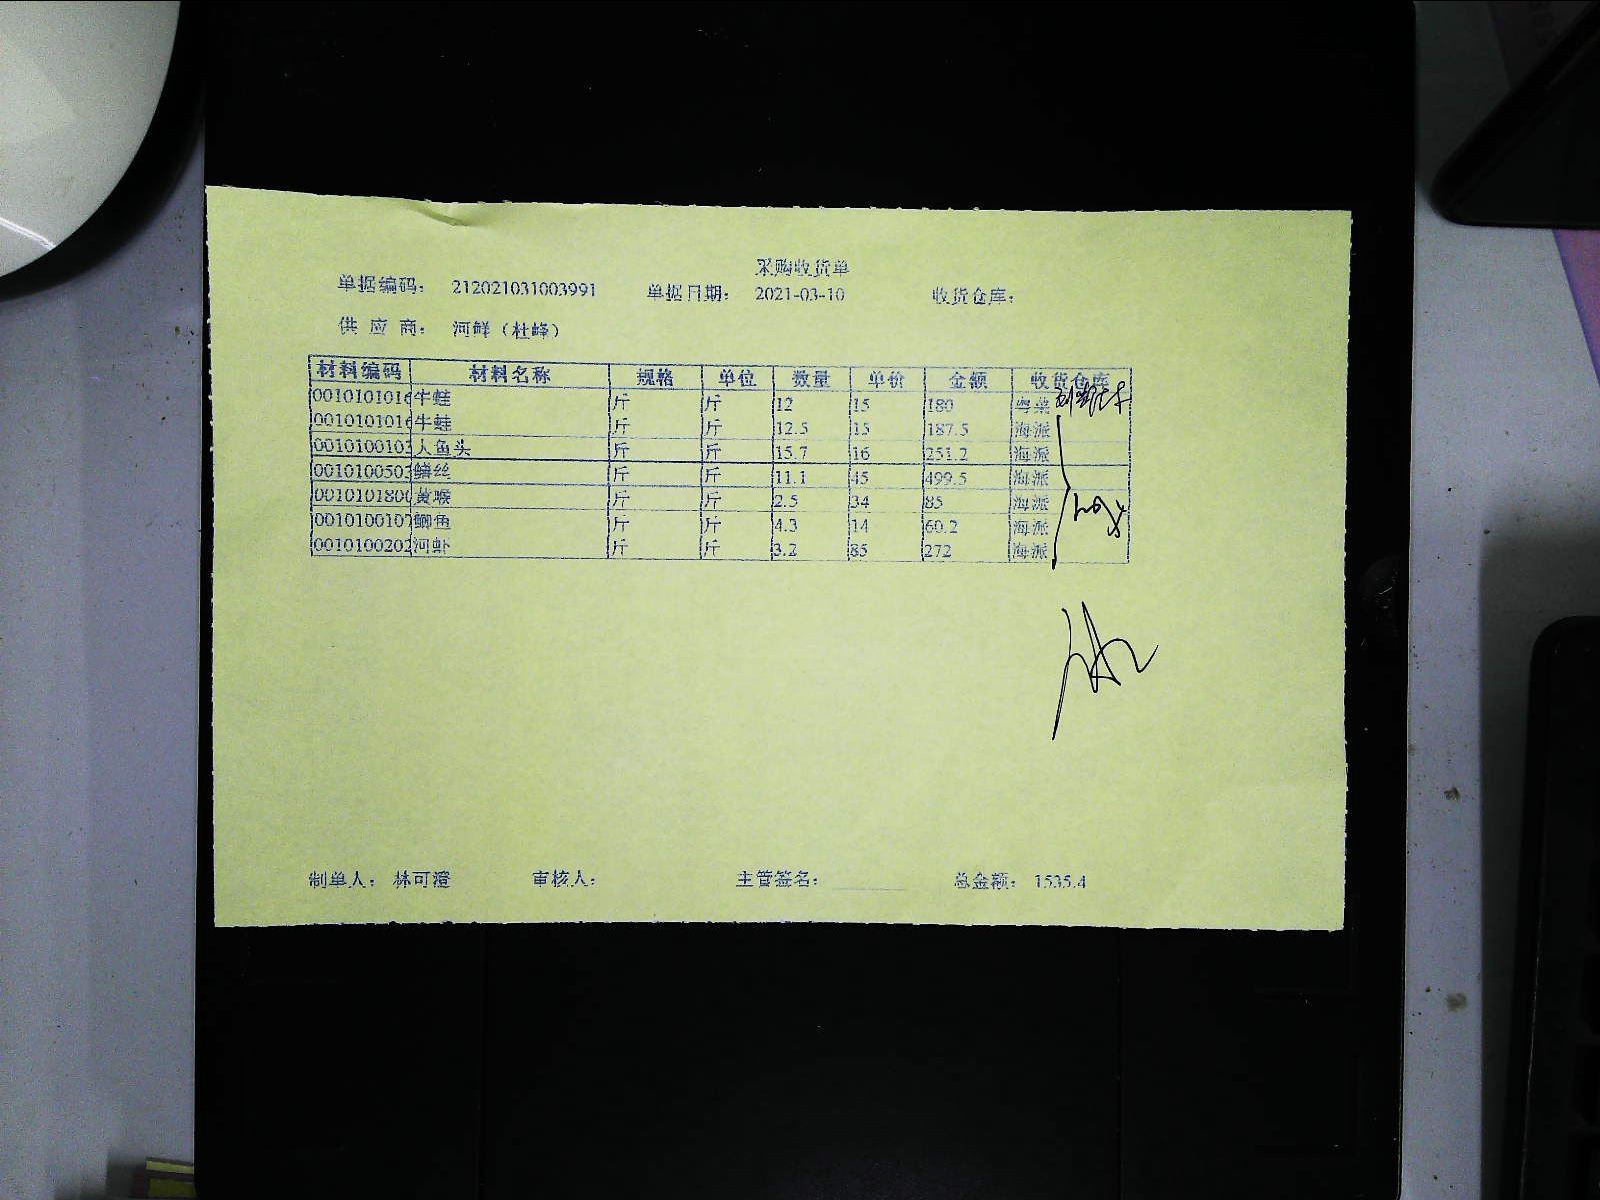 采购收货单
单据编码： 212021031003991 单据日期： 2021-03-10 收货仓库：
供 应 商： 河鲜（杜峰）
材料编码 材料名称 规格 单位 数量 单价 金额 收货仓库
0010101016 牛蛙 斤 斤 12 15 180 粤菜
0010101016 牛蛙 斤 斤 12.5 15 187.5 海派
0010100103 人鱼头 斤 斤 15.7 16 251.2 海派
0010100503 鳝丝 斤 斤 11.1 45 499.5 海派
001010180 黄喉 斤 斤 2.5 34 85 海派
0010100107 鲫鱼 斤 斤 4.3 14 60.2 海派
0010100202 河虾 斤 斤 3.2 85 272 海派
制单人： 林可澄 审核人： 主管签名： 总金额： 1535.4